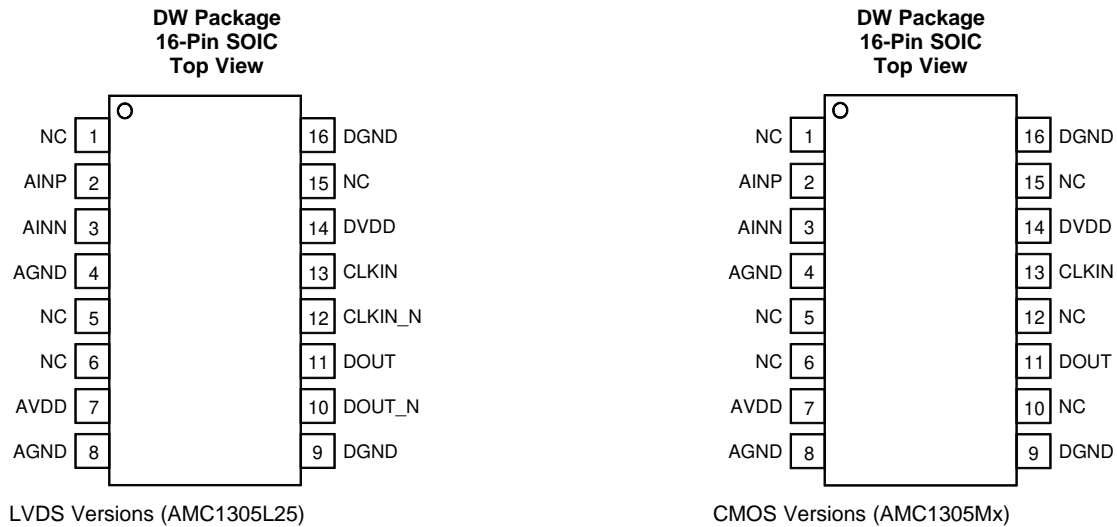 DW Package
16-Pin SOIC
Top View
NC 1 16 DGND
AINP 2 15 NC
AINN 3 14 DVDD
AGND 4 13 CLKIN
NC 5 12 CLKIN_N
NC 6 11 DOUT
AVDD 7 10 DOUT_N
AGND 8 9 DGND
LVDS Versions (AMC1305L25)
DW Package
16-Pin SOIC
Top View
NC 1 16 DGND
AINP 2 15 NC
AINN 3 14 DVDD
AGND 4 13 CLKIN
NC 5 12 NC
NC 6 11 DOUT
AVDD 7 10 NC
AGND 8 9 DGND
CMOS Versions (AMC1305Mx)